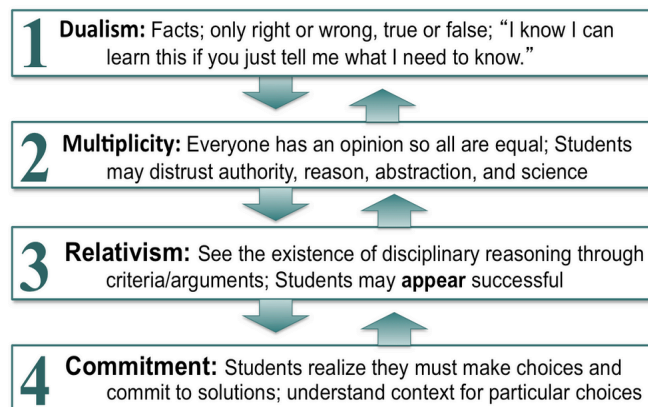 1 Dualism: Facts; only right or wrong, true or false; “I know I can
learn this if you just tell me what I need to know.”
2 Multiplicity: Everyone has an opinion so all are equal; Students
may distrust authority, reason, abstraction, and science
3 Relativism: See the existence of disciplinary reasoning through
criteria/arguments; Students may appear successful
4 Commitment: Students realize they must make choices and
commit to solutions; understand context for particular choices